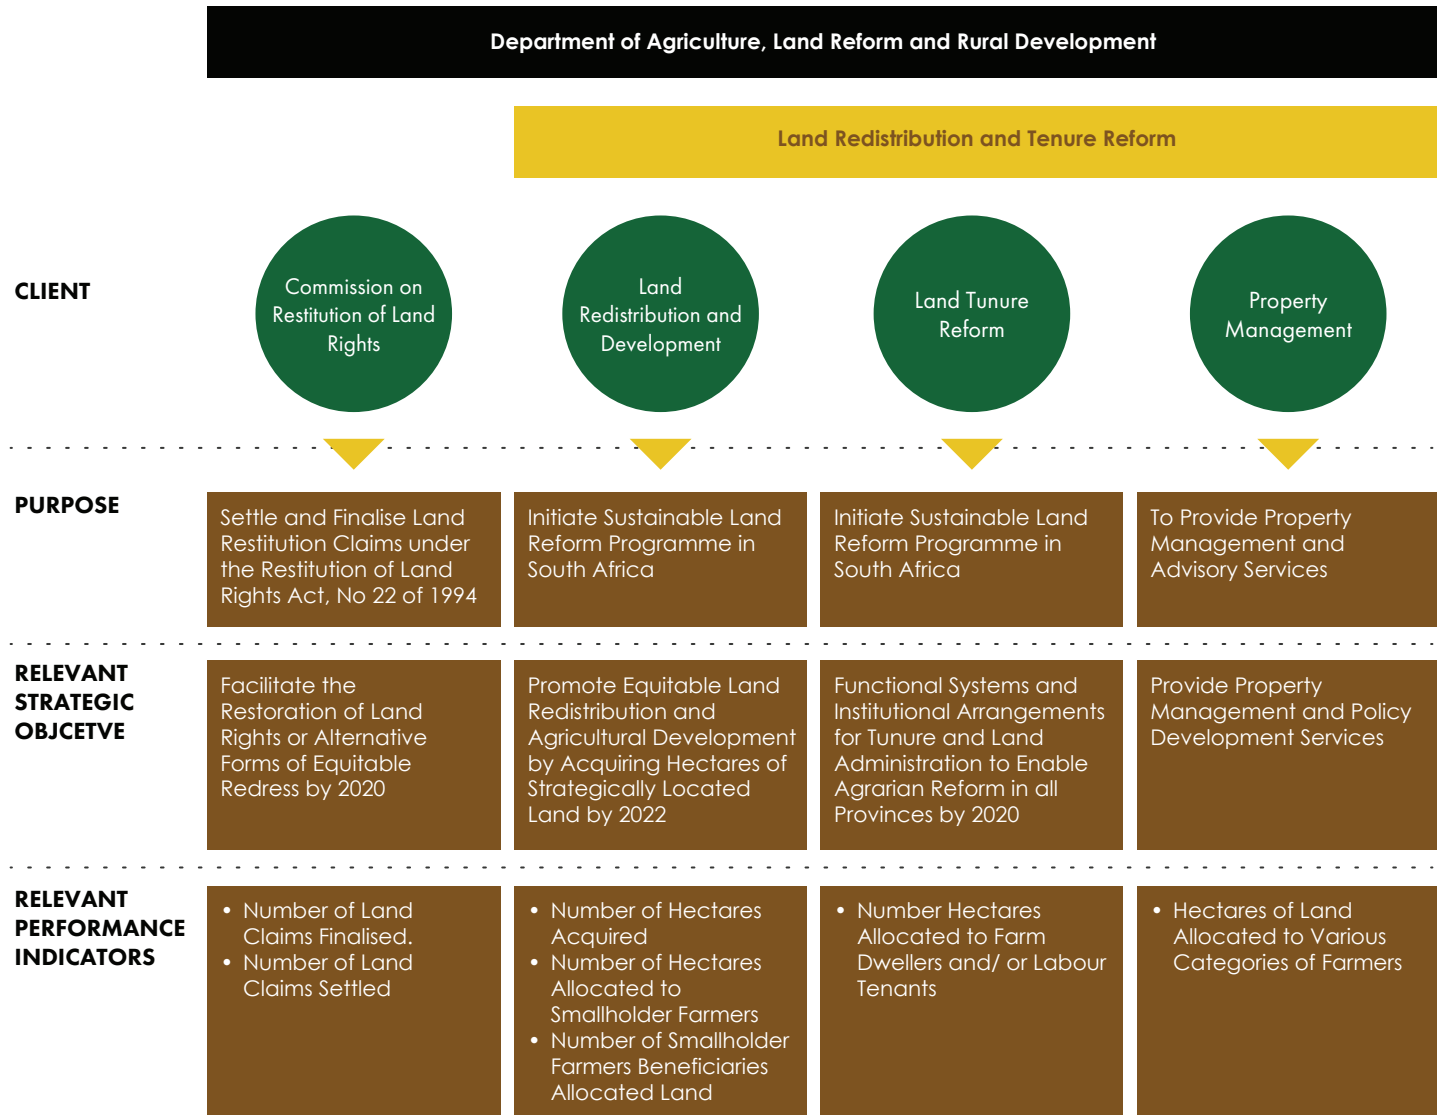 Department of Agriculture, Land Reform and Rural Development
Land Redistribution and Tenure Reform
CLIENT
Commission on
Restitution of Land
Rights
Land
Redistribution and
Development
Land Tunure
Reform
Property
Management
PURPOSE
Settle and Finalise Land
Restitution Claims under
the Restitution of Land
Rights Act, No 22 of 1994
Initiate Sustainable Land
Reform Programme in
South Africa
Initiate Sustainable Land
Reform Programme in
South Africa
To Provide Property
Management and
Advisory Services
RELEVANT
STRATEGIC
OBJCETVE
Facilitate the
Restoration of Land
Rights or Alternative
Forms of Equitable
Redress by 2020
Promote Equitable Land
Redistribution and
Agricultural Development
by Acquiring Hectares of
Strategically Located
Land by 2022
Functional Systems and
Institutional Arrangements
for Tunure and Land
Administration to Enable
Agrarian Reform in all
Provinces by 2020
Provide Property
Management and Policy
Development Services
RELEVANT
PERFORMANCE
INDICATORS
• Number of Land
Claims Finalised.
• Number of Land
Claims Settled
• Number of Hectares
Acquired
• Number of Hectares
Allocated to
Smallholder Farmers
• Number of Smallholder
Farmers Beneficiaries
Allocated Land
• Number Hectares
Allocated to Farm
Dwellers and/ or Labour
Tenants
• Hectares of Land
Allocated to Various
Categories of Farmers